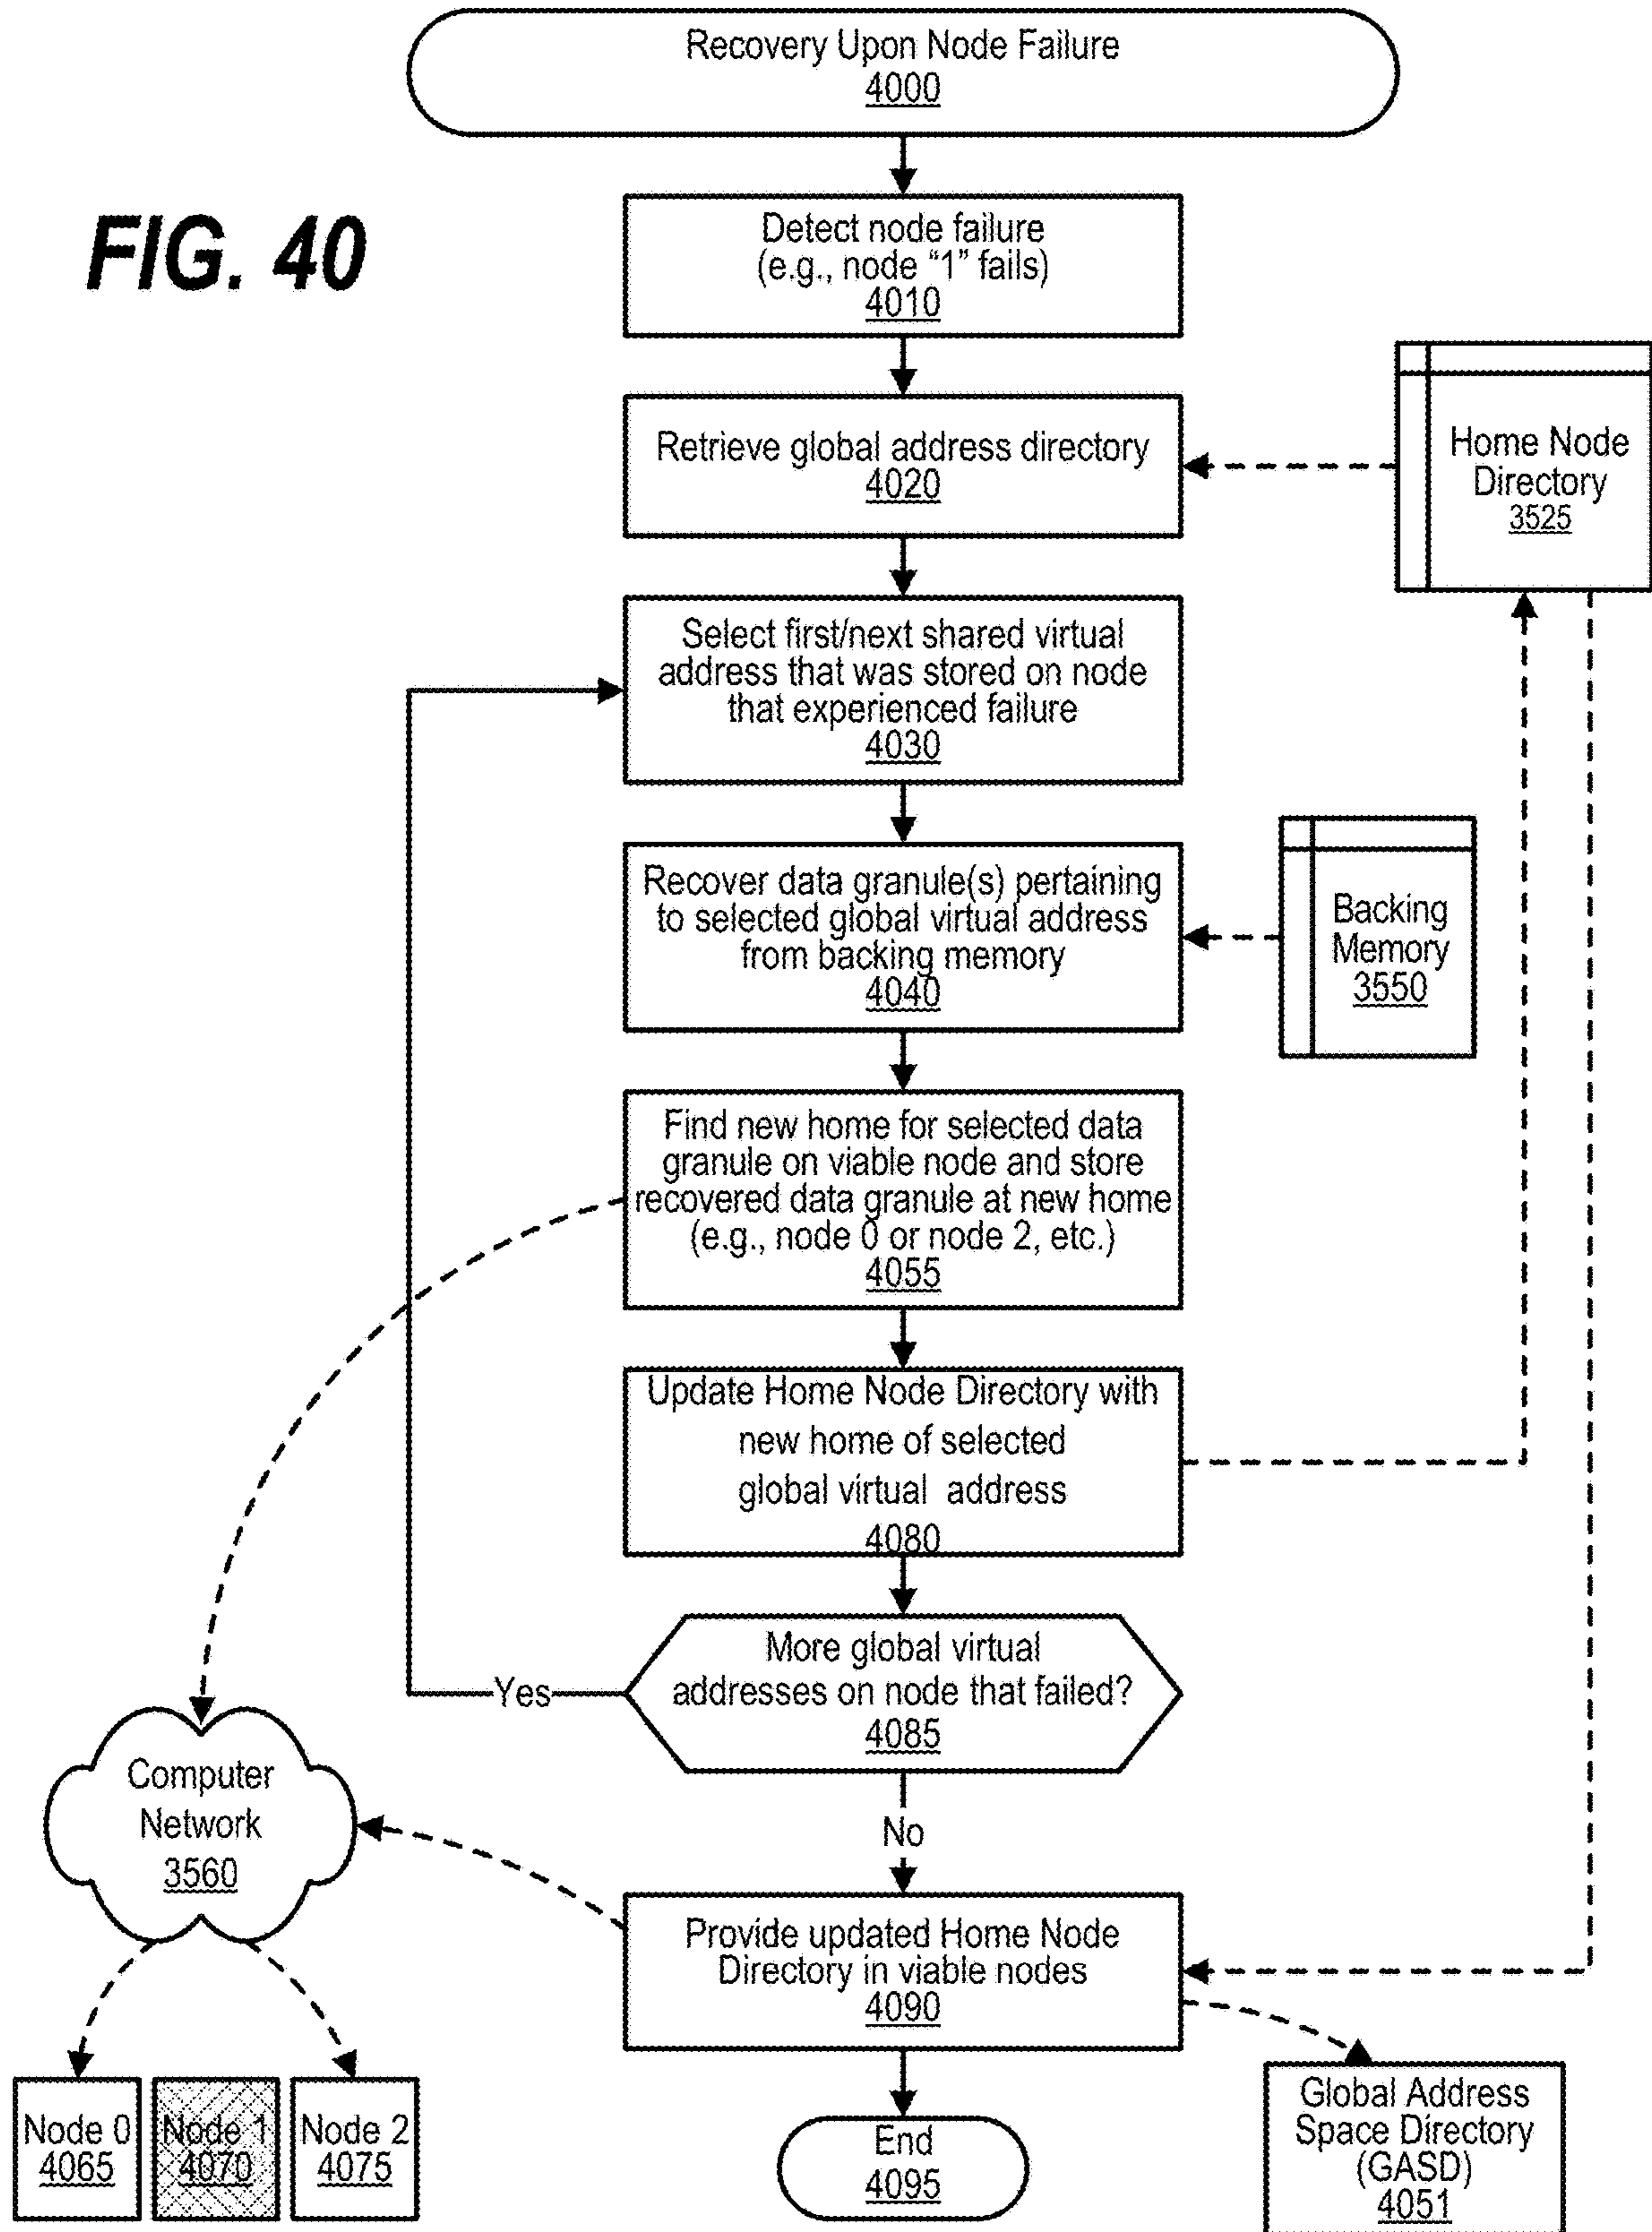 Recovery Upon Node Failure
4000
FIG. 40
Detect node failure
(e.g., node “1” fails)
4010
Retrieve global address directory
4020
Home Node
Directory
3525
Select first/next shared virtual
address that was stored on node
that experienced failure
4030
Recover data granule(s) pertaining
to selected global virtual address
from backing memory
4040
Backing
Memory
3550
Find new home for selected data
granule on viable node and store
recovered data granule at new home
(e.g., node 0 or node 2, etc.)
4055
Update Home Node Directory with
new home of selected
global virtual address
4080
More global virtual
addresses on node that failed?
4085
Yes
No
Computer
Network
3560
Provide updated Home Node
Directory in viable nodes
4090
Node 0
4065
Node 1
4070
Node 2
4075
End
4095
Global Address
Space Directory
(GASD)
4051